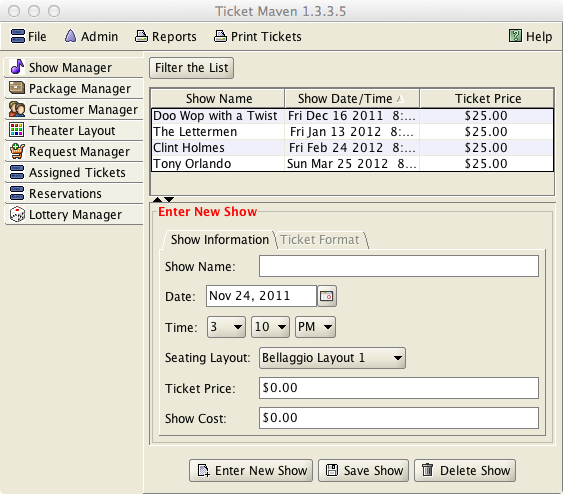 Ticket Maven 1.3.3.5
File Admin Reports Print Tickets Help
Show Manager
Package Manager
Customer Manager
Theater Layout
Request Manager
Assigned Tickets
Reservations
Lottery Manager
Filter the List
Show Name Show Date/Time Ticket Price
Doo Wop with a Twist Fri Dec 16 2011 8:... $25.00
The Lettermen Fri Jan 13 2012 8:... $25.00
Clint Holmes Fri Feb 24 2012 8:... $25.00
Tony Orlando Sun Mar 25 2012 8:... $25.00
Enter New Show
Show Information Ticket Format
Show Name:
Date: Nov 24, 2011
Time: 3 10 PM
Seating Layout: Bellaggio Layout 1
Ticket Price: $0.00
Show Cost: $0.00
Enter New Show Save Show Delete Show